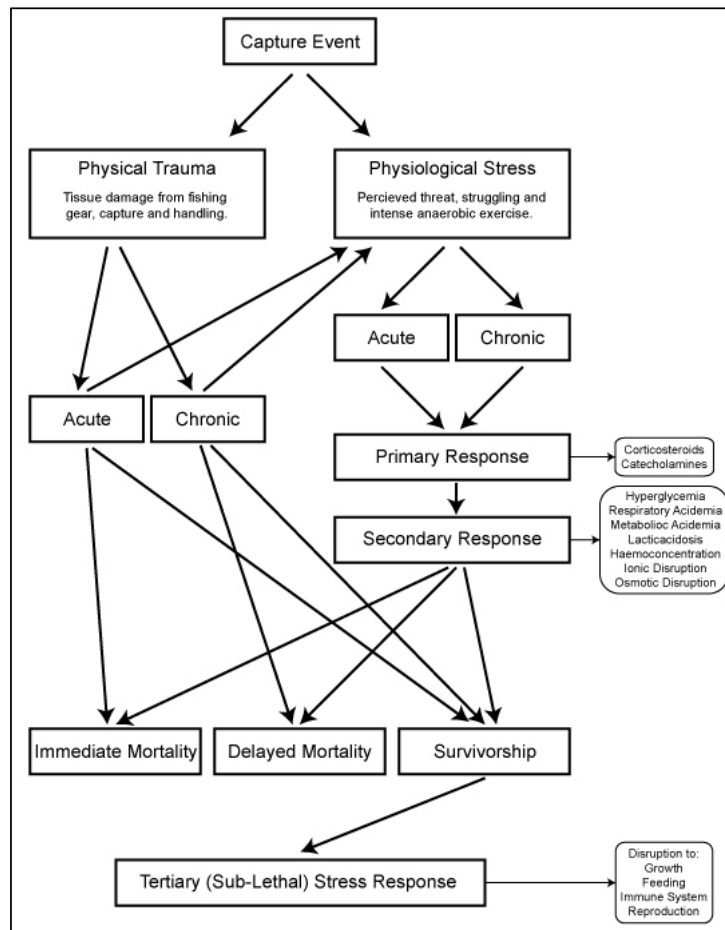 Capture Event
Physical Trauma
Tissue damage from fishing
gear, capture and handling.
Physiological Stress
Percieved threat, struggling and
intense anaerobic exercise.
Acute
Chronic
Acute
Chronic
Primary Response
Corticosteroids
Catecholamines
Secondary Response
Hyperglycemia
Respiratory Acidemia
Metabolioc Acidemia
Lacticacidosis
Haemoconcentration
Ionic Disruption
Osmotic Disruption
Immediate Mortality
Delayed Mortality
Survivorship
Tertiary (Sub-Lethal) Stress Response
Disruption to:
Growth
Feeding
Immune System
Reproduction